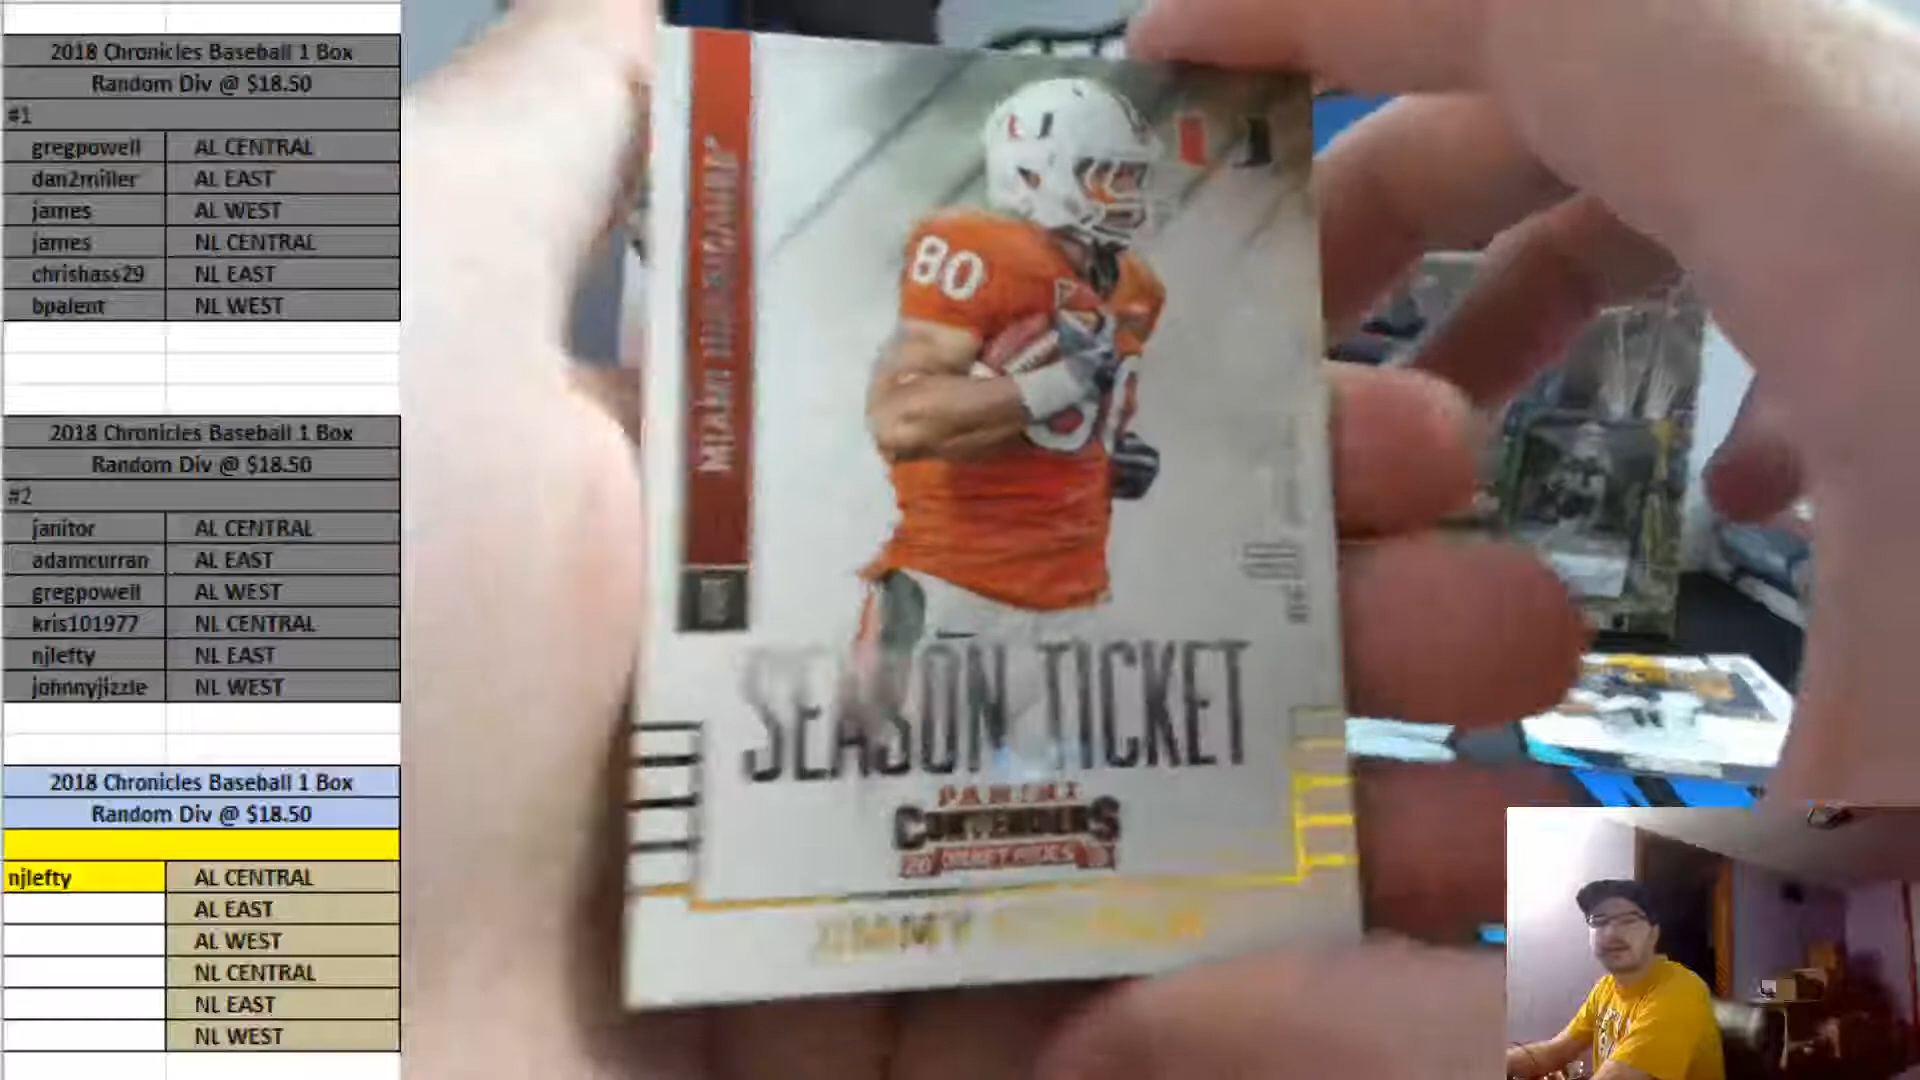 2018 Chronicles Baseball 1 Box
Random Div @ $18.50
#1
gregpowell AL CENTRAL
dan2miller AL EAST
james AL WEST
james NL CENTRAL
chrishass29 NL EAST
bpalent NL WEST
2018 Chronicles Baseball 1 Box
Random Div @ $18.50
#2
janitor AL CENTRAL
adamcurran AL EAST
gregpowell AL WEST
kris101977 NL CENTRAL
njlefty NL EAST
johnnyjizzle NL WEST
2018 Chronicles Baseball 1 Box
Random Div @ $18.50
njlefty AL CENTRAL
AL EAST
AL WEST
NL CENTRAL
NL EAST
NL WEST
MIAMI HURRICANES
80
SEASON TICKET
PANINI
CONTENDERS
DRAFT PICKS
JIMMY